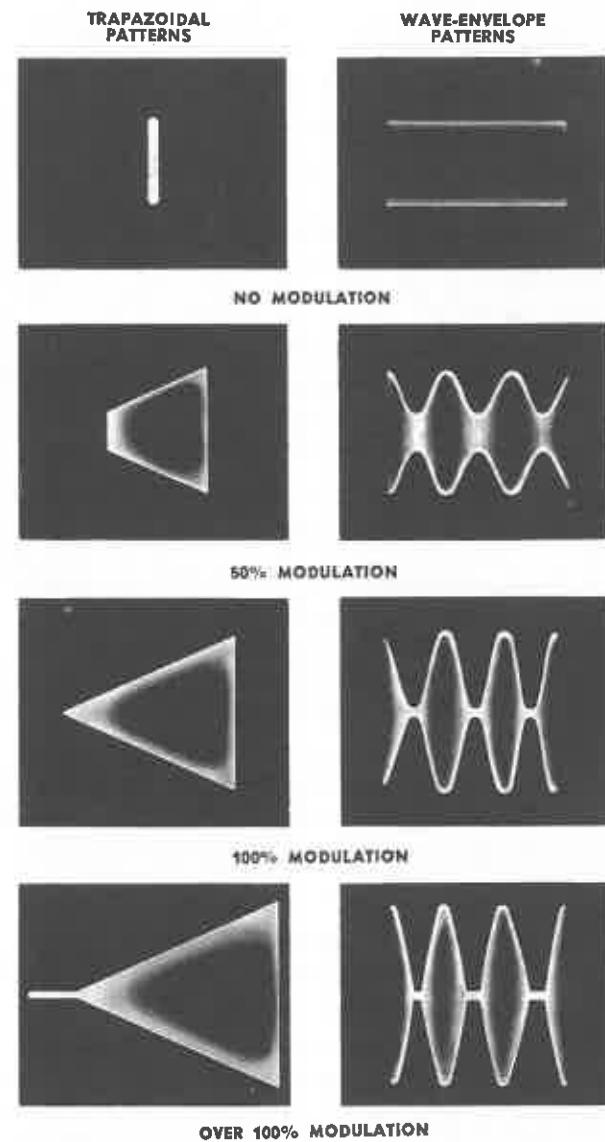 TRAPAZOIDAL
PATTERNS
WAVE-ENVELOPE
PATTERNS
NO MODULATION
50% MODULATION
100% MODULATION
OVER 100% MODULATION